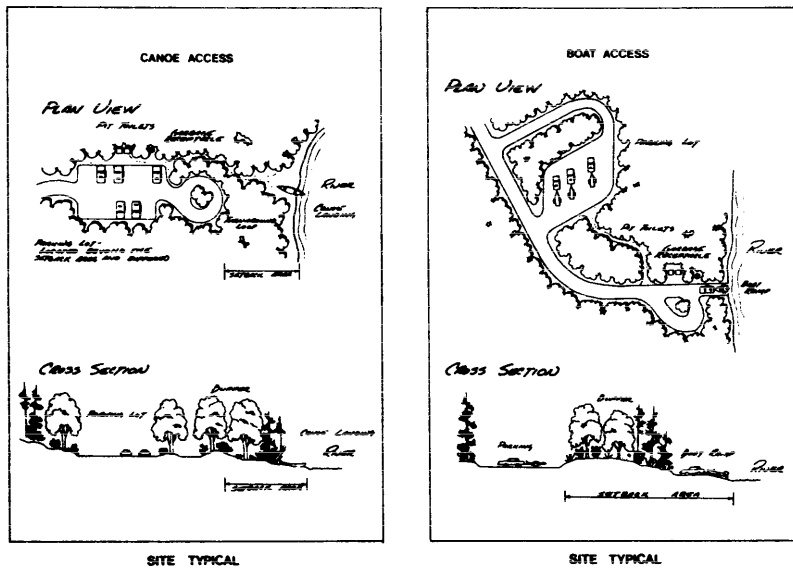 CANOE ACCESS
PLAN VIEW
PIT TOILETS
GARBAGE
RECEPTACLE
RIVER
CANOE
LANDING
TURNAROUND
LOOP
PARKING LOT-
LOCATED BEYOND THE
SETBACK AREA AND BUFFERED
SETBACK AREA
CROSS SECTION
BUFFER
PARKING LOT
CANOE LANDING
RIVER
SETBACK AREA
SITE TYPICAL
BOAT ACCESS
PLAN VIEW
PARKING LOT
PIT TOILETS
GARBAGE
RECEPTACLE
RIVER
BOAT
RAMP
CROSS SECTION
BUFFER
PARKING
BOAT RAMP
RIVER
SETBACK AREA
SITE TYPICAL